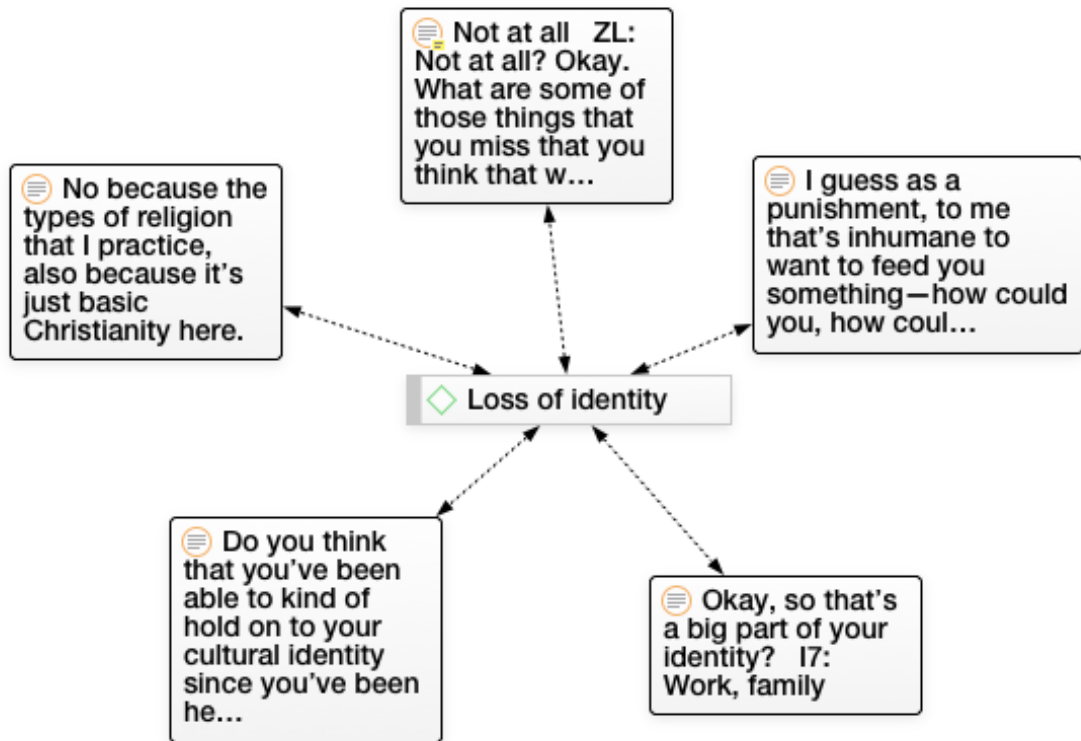 Not at all   ZL:
Not at all? Okay.
What are some of
those things that
you miss that you
think that w...
No because the
types of religion
that I practice,
also because it's
just basic
Christianity here.
I guess as a
punishment, to me
that's inhumane to
want to feed you
something—how could
you, how coul...
Loss of identity
Do you think
that you've been
able to kind of
hold on to your
cultural identity
since you've been
he...
Okay, so that's
a big part of your
identity?   I7:
Work, family